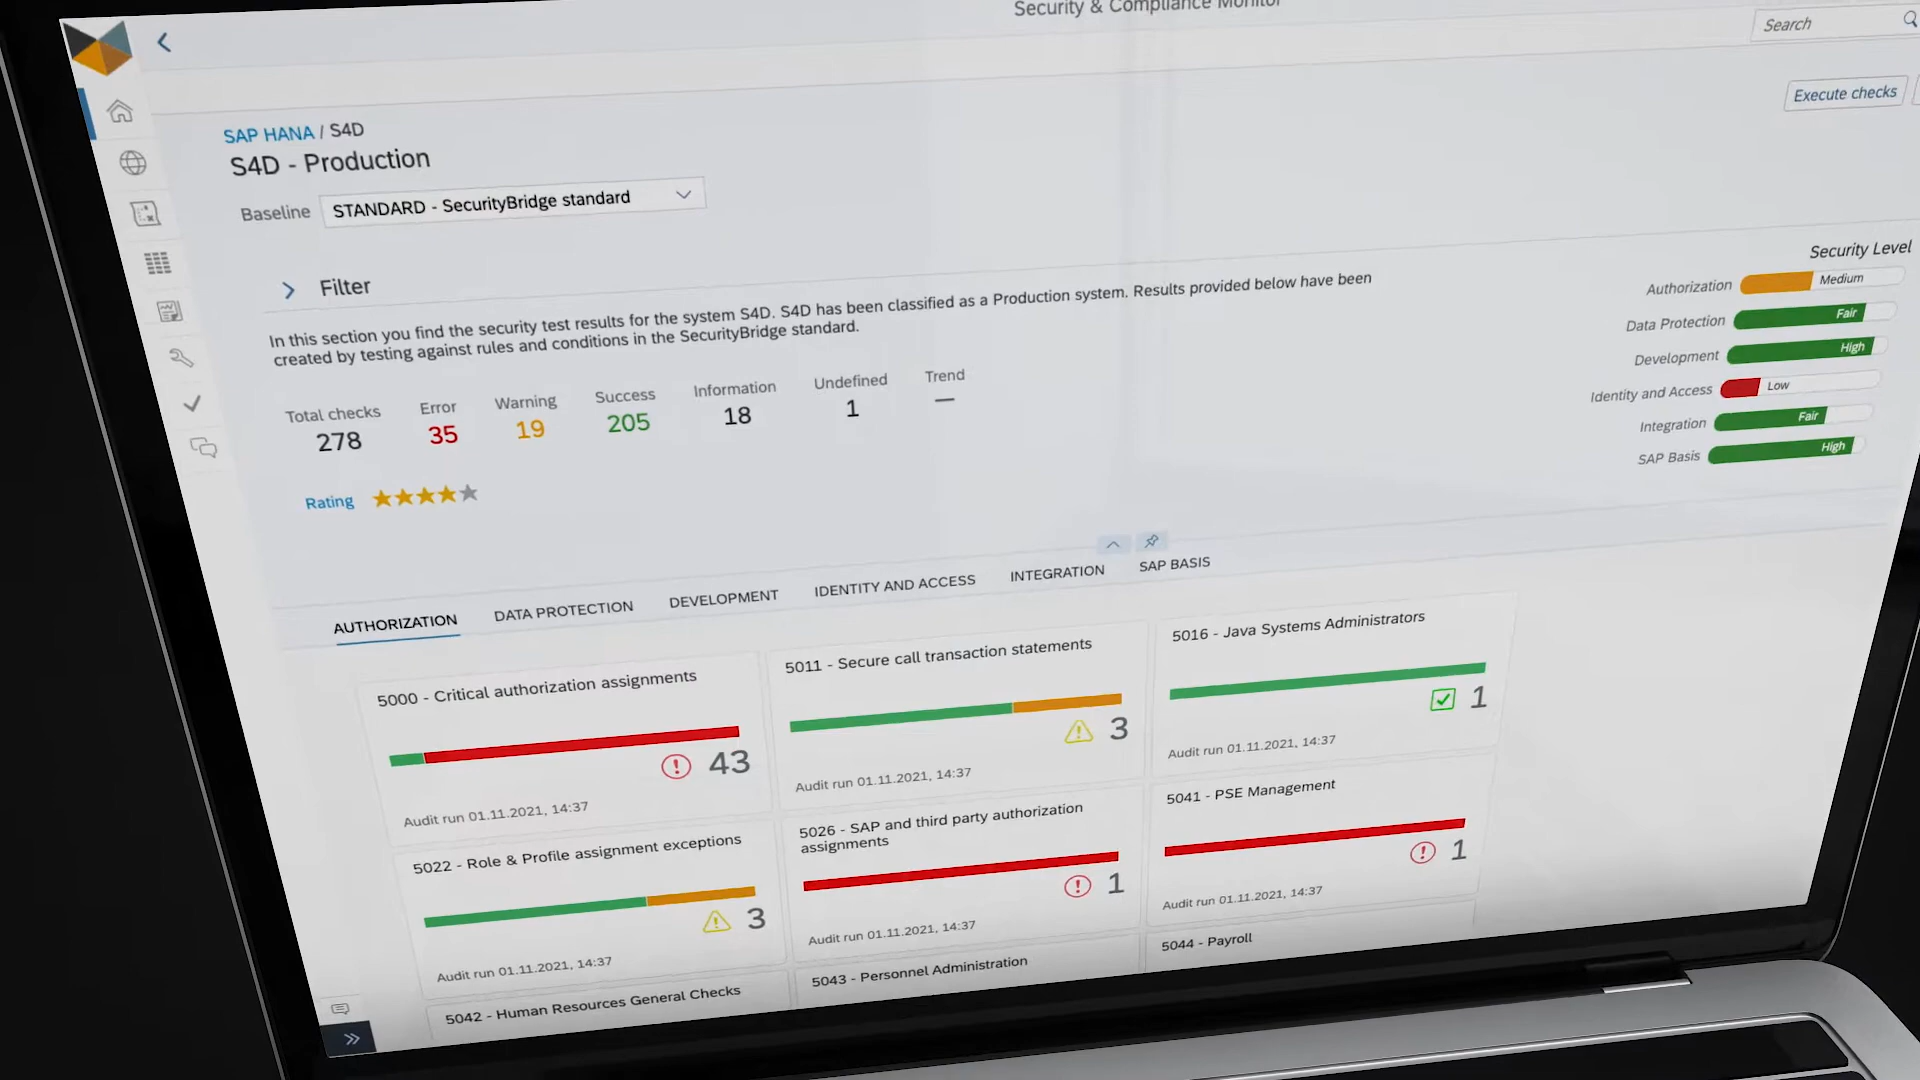 Security & Compliance Monitor
Search
Execute checks
SAP HANA / S4D
S4D - Production
Baseline
STANDARD - SecurityBridge standard
Filter
In this section you find the security test results for the system S4D. S4D has been classified as a Production system. Results provided below have been
created by testing against rules and conditions in the SecurityBridge standard.
Total checks
278
Error
35
Warning
19
Success
205
Information
18
Undefined
1
Trend
—
Rating
Security Level
Authorization Medium
Data Protection Fair
Development High
Identity and Access Low
Integration Fair
SAP Basis High
AUTHORIZATION DATA PROTECTION DEVELOPMENT IDENTITY AND ACCESS INTEGRATION SAP BASIS
5000 - Critical authorization assignments
43
Audit run 01.11.2021, 14:37
5011 - Secure call transaction statements
3
Audit run 01.11.2021, 14:37
5016 - Java Systems Administrators
1
Audit run 01.11.2021, 14:37
5022 - Role & Profile assignment exceptions
3
Audit run 01.11.2021, 14:37
5026 - SAP and third party authorization
assignments
1
Audit run 01.11.2021, 14:37
5041 - PSE Management
1
Audit run 01.11.2021, 14:37
5042 - Human Resources General Checks
5043 - Personnel Administration
5044 - Payroll